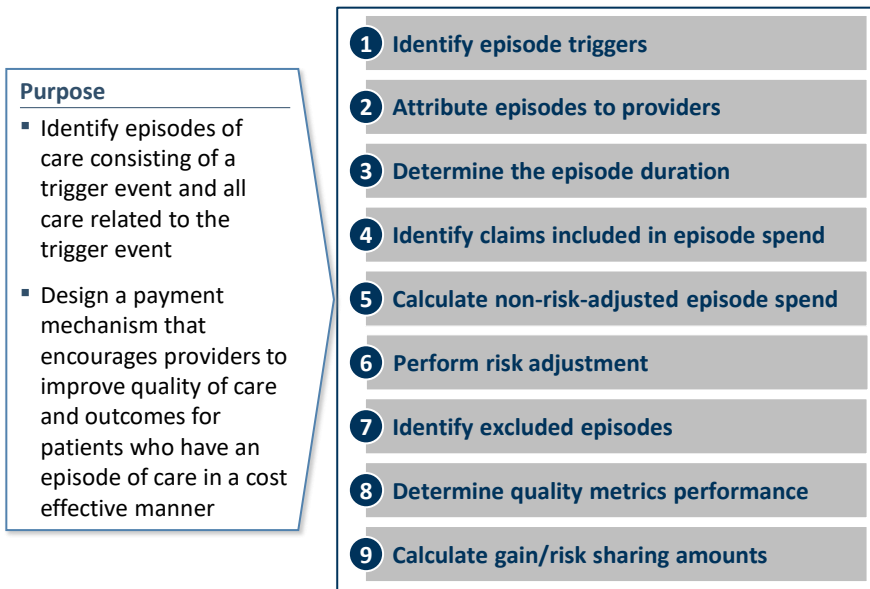 Purpose
▪ Identify episodes of
care consisting of a
trigger event and all
care related to the
trigger event
▪ Design a payment
mechanism that
encourages providers to
improve quality of care
and outcomes for
patients who have an
episode of care in a cost
effective manner
1 Identify episode triggers
2 Attribute episodes to providers
3 Determine the episode duration
4 Identify claims included in episode spend
5 Calculate non-risk-adjusted episode spend
6 Perform risk adjustment
7 Identify excluded episodes
8 Determine quality metrics performance
9 Calculate gain/risk sharing amounts